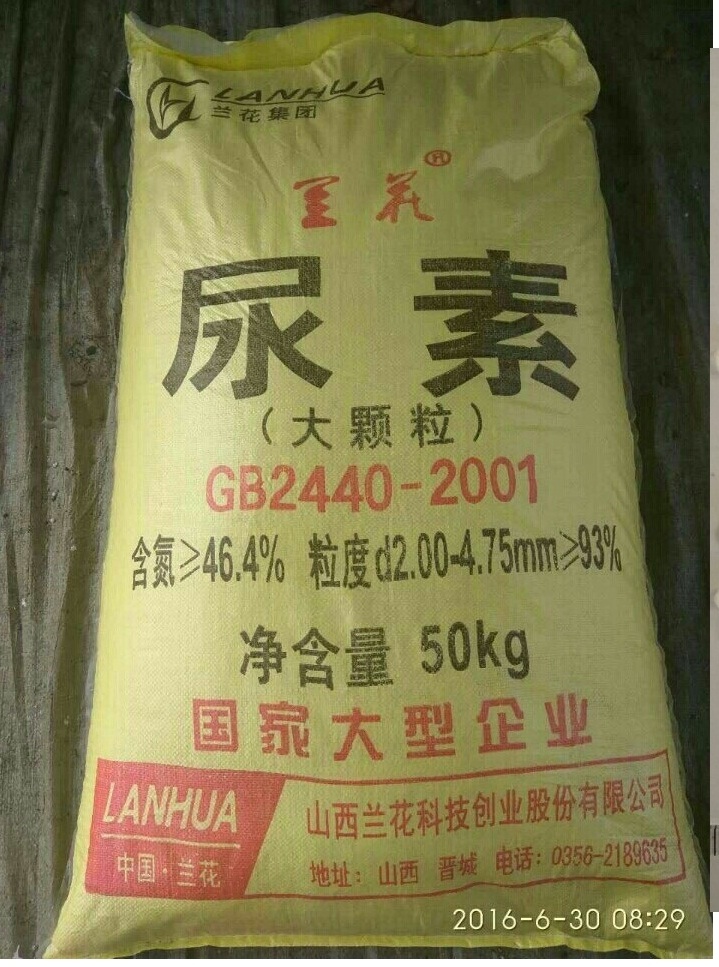 LANHUA
兰花集团
兰花®
尿素
(大颗粒)
GB2440-2001
含氮≥46.4% 粒度d2.00-4.75mm≥93%
净含量 50kg
国家大型企业
LANHUA
中国·兰花
山西兰花科技创业股份有限公司
地址: 山西 晋城 电话: 0356-2189635
2016-6-30 08:29